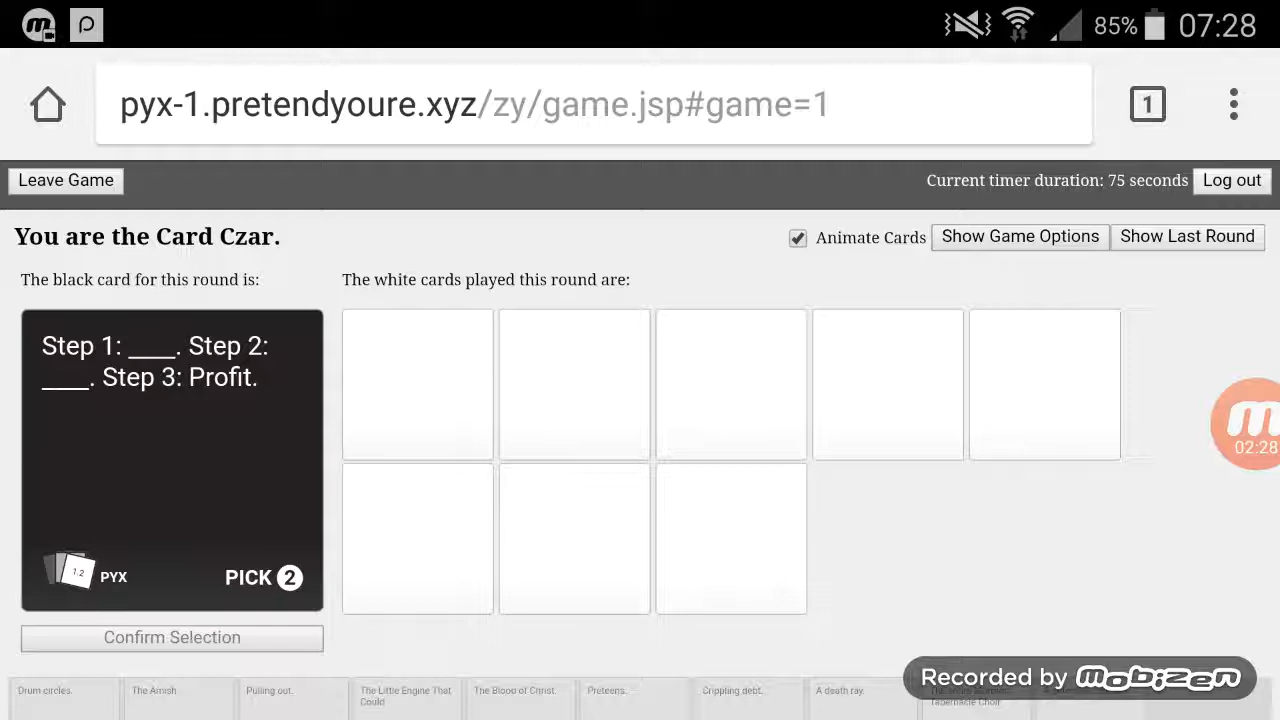 85% 07:28
pyx-1.pretendyoure.xyz/zy/game.jsp#game=1
1
Leave Game
Current timer duration: 75 seconds Log out
You are the Card Czar.
Animate Cards Show Game Options Show Last Round
The black card for this round is:
The white cards played this round are:
Step 1: ____. Step 2:
____. Step 3: Profit.
02:28
1.2 PYX PICK 2
Confirm Selection
Recorded by mobizen
Drum circles. The Amish Pulling out. The Little Engine That The Blood of Christ. Preteens. Crippling debt. A death ray.
Could
Tabernacle Choir